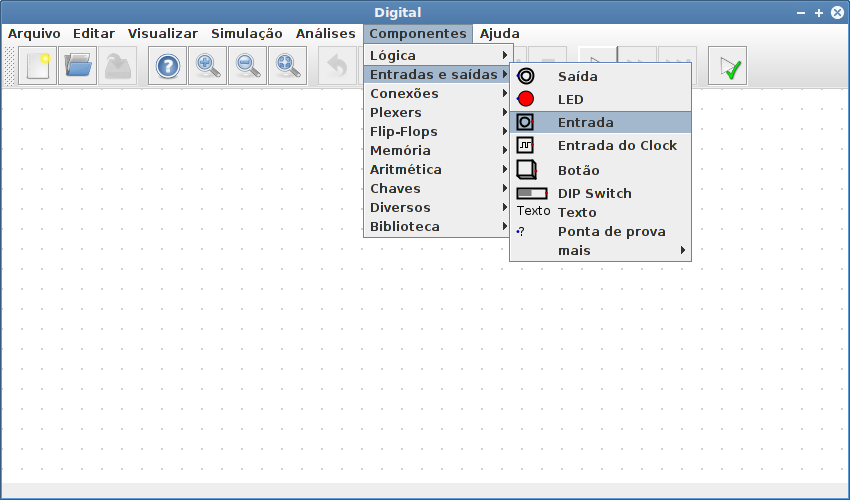 Digital
Arquivo Editar Visualizar Simulação Análises Componentes Ajuda
Lógica
Entradas e saídas
Conexões
Plexers
Flip-Flops
Memória
Aritmética
Chaves
Diversos
Biblioteca
Saída
LED
Entrada
Entrada do Clock
Botão
DIP Switch
Texto Texto
Ponta de prova
mais